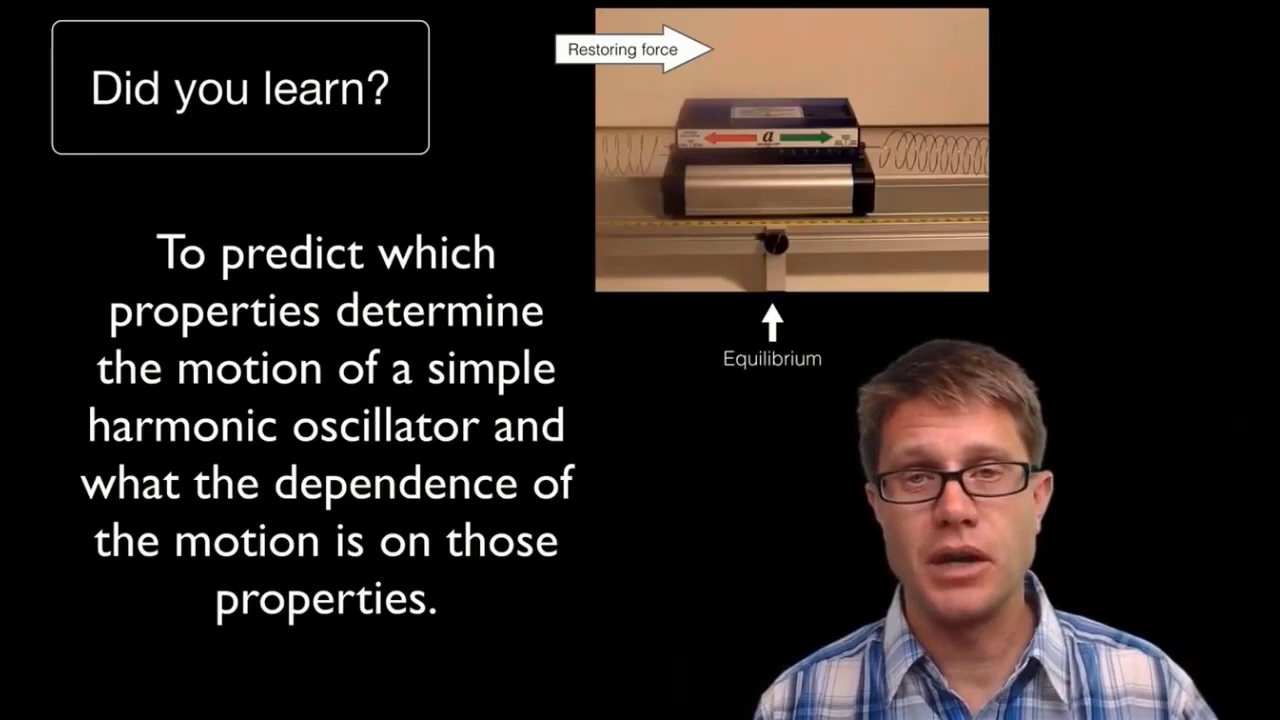 Did you learn?
Restoring force
a
To predict which
properties determine
the motion of a simple
harmonic oscillator and
what the dependence of
the motion is on those
properties.
Equilibrium